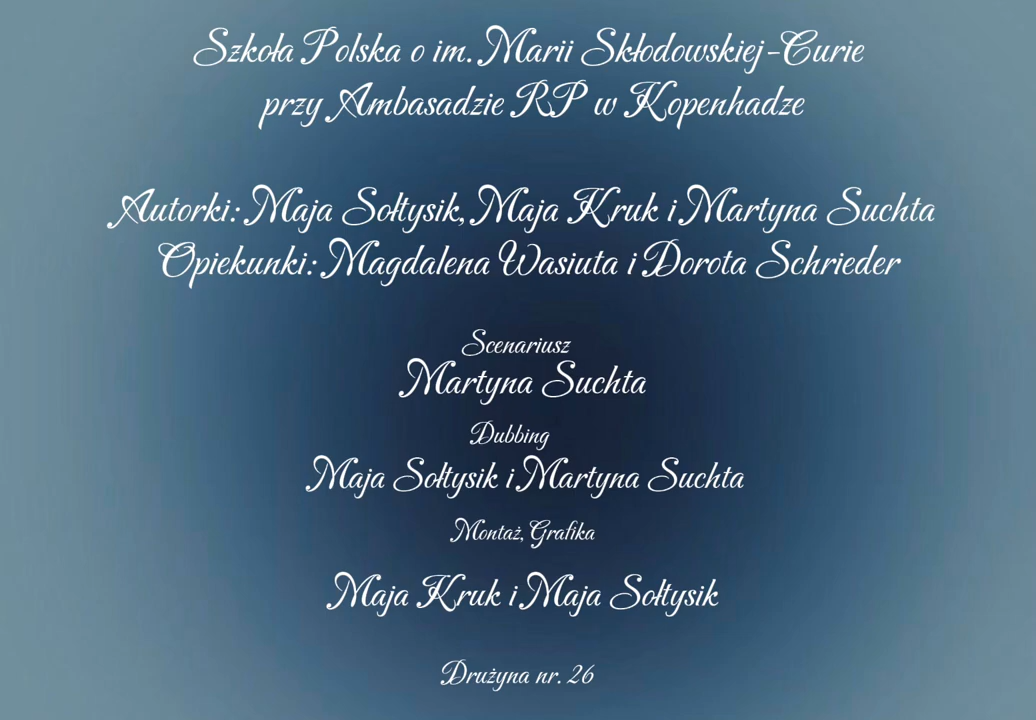 Szkoła Polska o im. Marii Skłodowskiej-Curie
przy Ambasadzie RP w Kopenhadze
Autorki: Maja Sołtysik, Maja Kruk i Martyna Suchta
Opiekunki: Magdalena Wasiuta i Dorota Schrieder
Scenariusz
Martyna Suchta
Dubbing
Maja Sołtysik i Martyna Suchta
Montaż, Grafika
Maja Kruk i Maja Sołtysik
Drużyna nr. 26